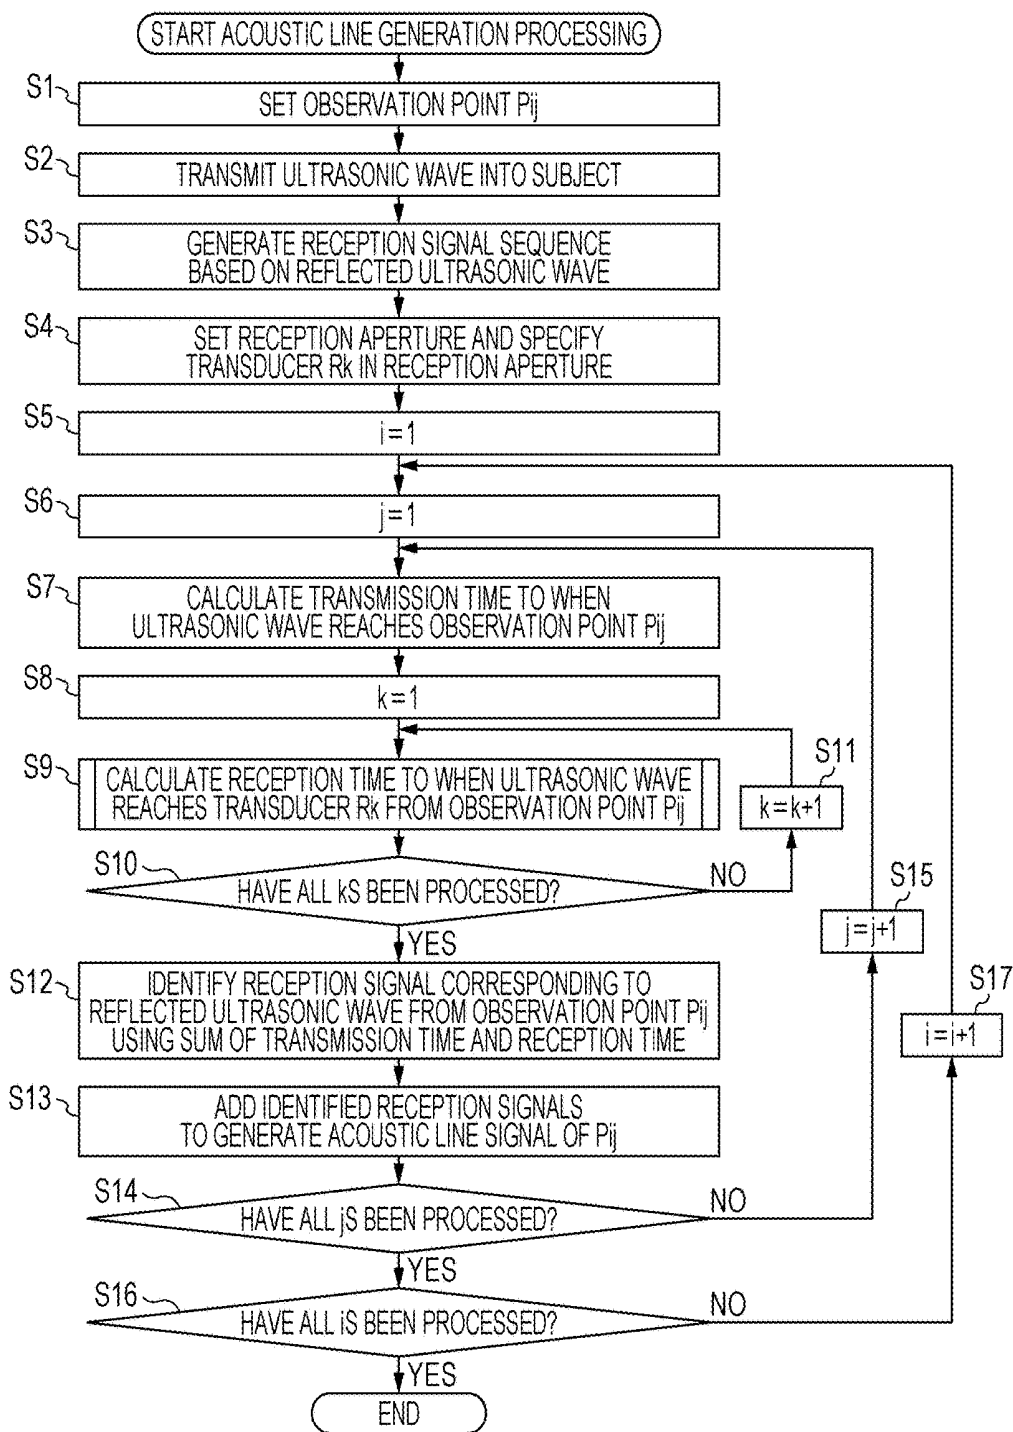 START ACOUSTIC LINE GENERATION PROCESSING
S1
SET OBSERVATION POINT Pij
S2
TRANSMIT ULTRASONIC WAVE INTO SUBJECT
S3
GENERATE RECEPTION SIGNAL SEQUENCE
BASED ON REFLECTED ULTRASONIC WAVE
S4
SET RECEPTION APERTURE AND SPECIFY
TRANSDUCER Rk IN RECEPTION APERTURE
S5
i=1
S6
j=1
S7
CALCULATE TRANSMISSION TIME TO WHEN
ULTRASONIC WAVE REACHES OBSERVATION POINT Pij
S8
k=1
S9
CALCULATE RECEPTION TIME TO WHEN ULTRASONIC WAVE
REACHES TRANSDUCER Rk FROM OBSERVATION POINT Pij
S11
k=k+1
S10
HAVE ALL kS BEEN PROCESSED?
NO
YES
S15
j=j+1
S12
IDENTIFY RECEPTION SIGNAL CORRESPONDING TO
REFLECTED ULTRASONIC WAVE FROM OBSERVATION POINT Pij
USING SUM OF TRANSMISSION TIME AND RECEPTION TIME
S17
i=i+1
S13
ADD IDENTIFIED RECEPTION SIGNALS
TO GENERATE ACOUSTIC LINE SIGNAL OF Pij
S14
HAVE ALL jS BEEN PROCESSED?
NO
YES
S16
HAVE ALL iS BEEN PROCESSED?
NO
YES
END